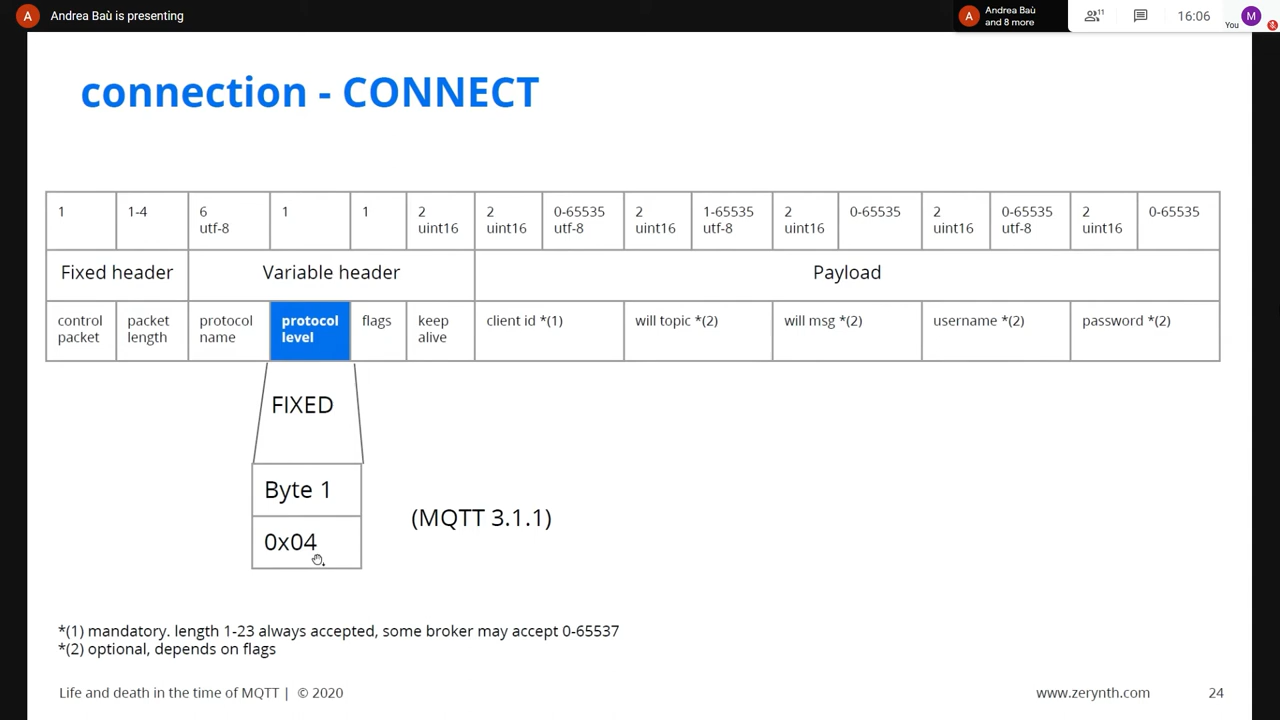 A Andrea Baù is presenting
A Andrea Baù and 8 more
11
16:06
You M
connection - CONNECT
1 1-4 6 1 1 2 2 0-65535 2 1-65535 2 0-65535 2 0-65535 2 0-65535
utf-8 uint16 uint16 utf-8 uint16 utf-8 uint16 uint16 utf-8 uint16
Fixed header Variable header Payload
control packet protocol protocol flags keep client id *(1) will topic *(2) will msg *(2) username *(2) password *(2)
packet length name level alive
FIXED
Byte 1
(MQTT 3.1.1)
0x04
*(1) mandatory. length 1-23 always accepted, some broker may accept 0-65537
*(2) optional, depends on flags
Life and death in the time of MQTT | © 2020 www.zerynth.com 24